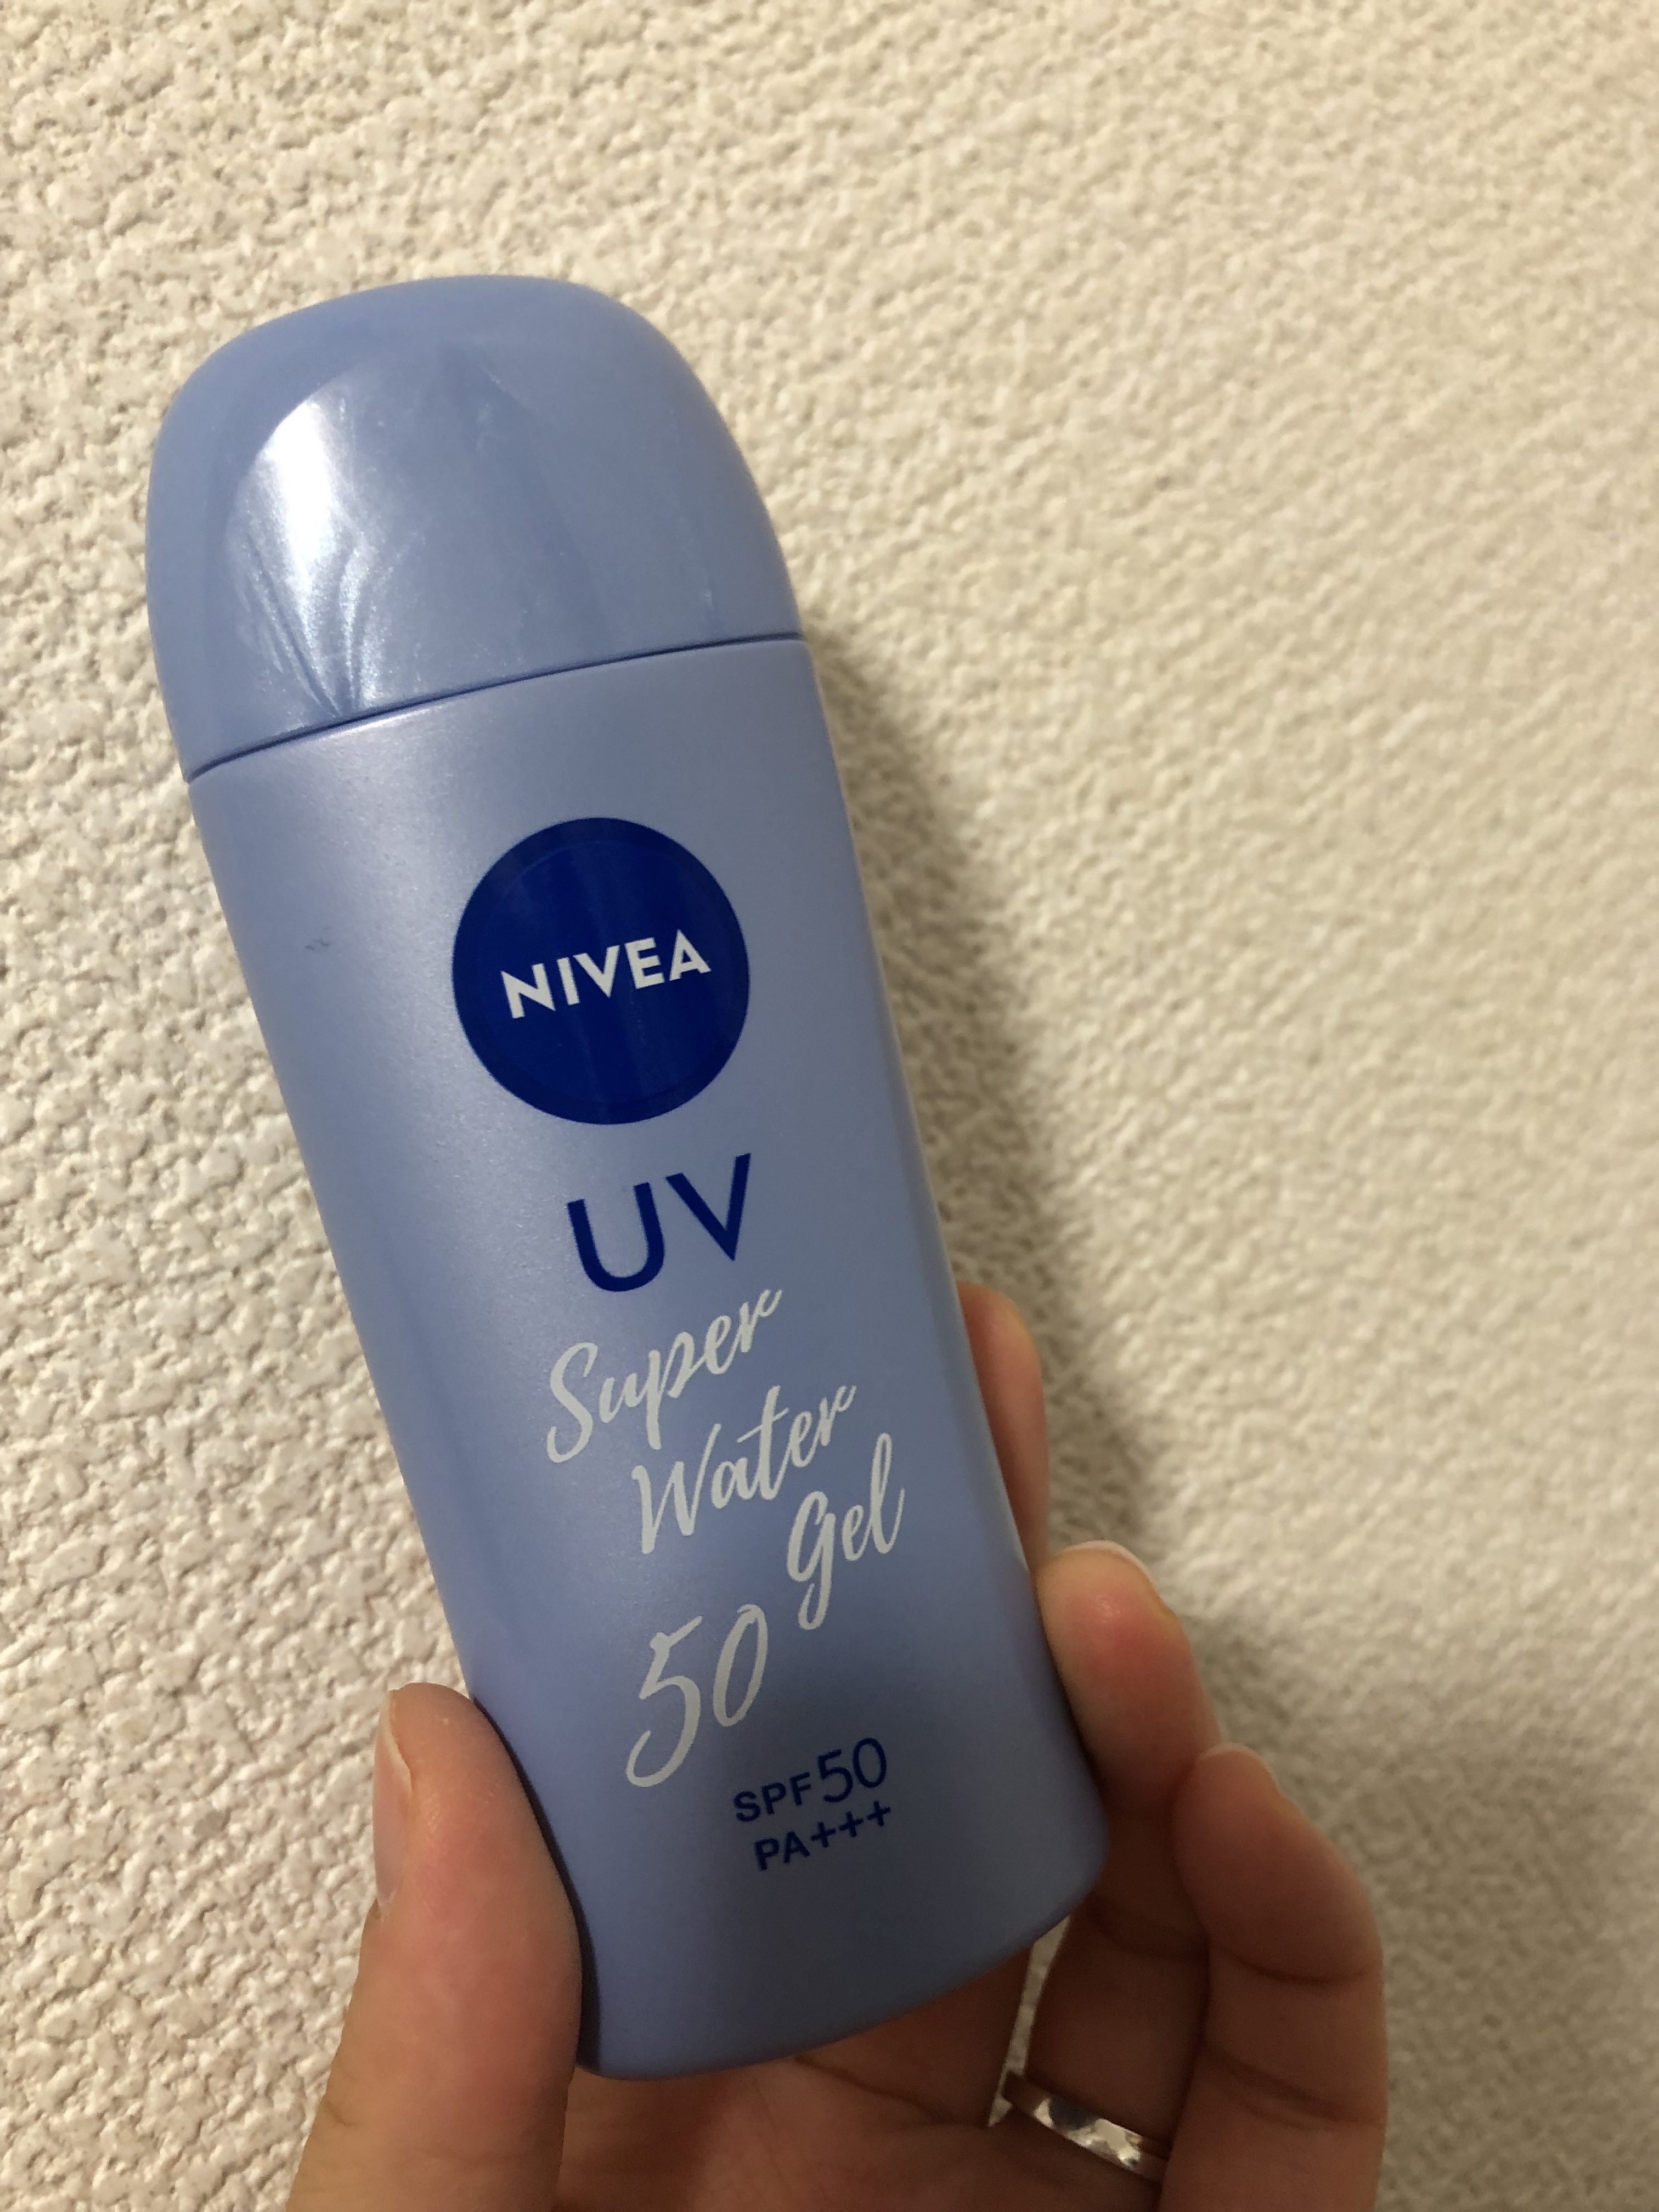 NIVEA
UV
Super
Water
Gel
50
SPF50
PA+++